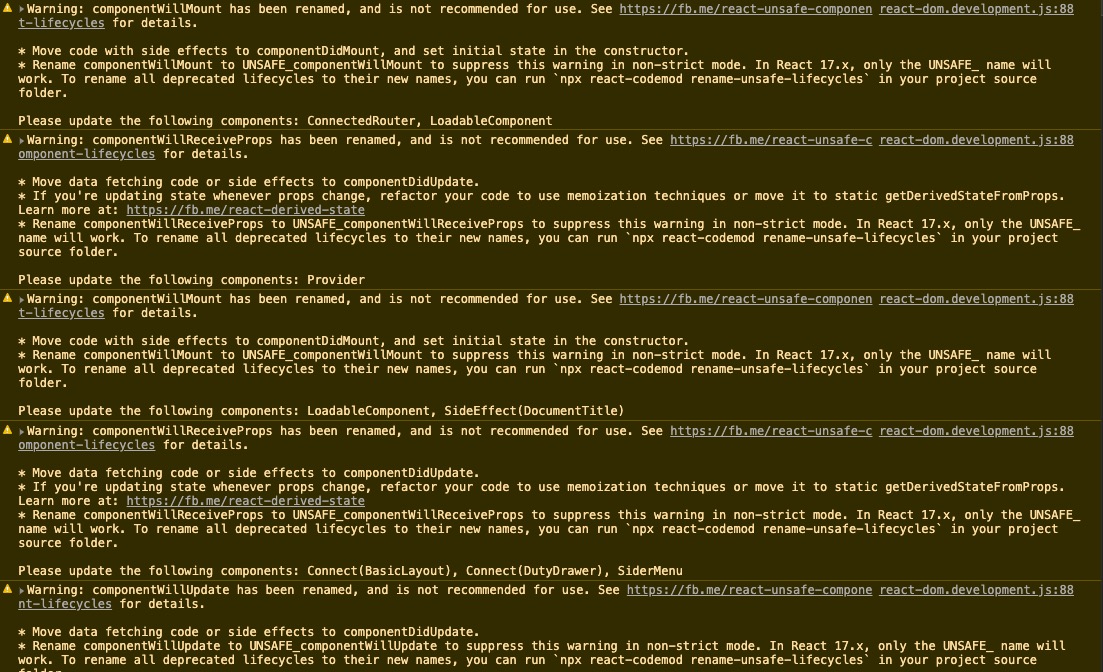 Warning: componentWillMount has been renamed, and is not recommended for use. See https://fb.me/react-unsafe-componen react-dom.development.js:88
t-lifecycles for details.
* Move code with side effects to componentDidMount, and set initial state in the constructor.
* Rename componentWillMount to UNSAFE_componentWillMount to suppress this warning in non-strict mode. In React 17.x, only the UNSAFE_ name will
work. To rename all deprecated lifecycles to their new names, you can run `npx react-codemod rename-unsafe-lifecycles` in your project source
folder.
Please update the following components: ConnectedRouter, LoadableComponent
Warning: componentWillReceiveProps has been renamed, and is not recommended for use. See https://fb.me/react-unsafe-c react-dom.development.js:88
omponent-lifecycles for details.
* Move data fetching code or side effects to componentDidUpdate.
* If you're updating state whenever props change, refactor your code to use memoization techniques or move it to static getDerivedStateFromProps.
Learn more at: https://fb.me/react-derived-state
* Rename componentWillReceiveProps to UNSAFE_componentWillReceiveProps to suppress this warning in non-strict mode. In React 17.x, only the UNSAFE_
name will work. To rename all deprecated lifecycles to their new names, you can run `npx react-codemod rename-unsafe-lifecycles` in your project
source folder.
Please update the following components: Provider
Warning: componentWillMount has been renamed, and is not recommended for use. See https://fb.me/react-unsafe-componen react-dom.development.js:88
t-lifecycles for details.
* Move code with side effects to componentDidMount, and set initial state in the constructor.
* Rename componentWillMount to UNSAFE_componentWillMount to suppress this warning in non-strict mode. In React 17.x, only the UNSAFE_ name will
work. To rename all deprecated lifecycles to their new names, you can run `npx react-codemod rename-unsafe-lifecycles` in your project source
folder.
Please update the following components: LoadableComponent, SideEffect(DocumentTitle)
Warning: componentWillReceiveProps has been renamed, and is not recommended for use. See https://fb.me/react-unsafe-c react-dom.development.js:88
omponent-lifecycles for details.
* Move data fetching code or side effects to componentDidUpdate.
* If you're updating state whenever props change, refactor your code to use memoization techniques or move it to static getDerivedStateFromProps.
Learn more at: https://fb.me/react-derived-state
* Rename componentWillReceiveProps to UNSAFE_componentWillReceiveProps to suppress this warning in non-strict mode. In React 17.x, only the UNSAFE_
name will work. To rename all deprecated lifecycles to their new names, you can run `npx react-codemod rename-unsafe-lifecycles` in your project
source folder.
Please update the following components: Connect(BasicLayout), Connect(DutyDrawer), SiderMenu
Warning: componentWillUpdate has been renamed, and is not recommended for use. See https://fb.me/react-unsafe-compone react-dom.development.js:88
nt-lifecycles for details.
* Move data fetching code or side effects to componentDidUpdate.
* Rename componentWillUpdate to UNSAFE_componentWillUpdate to suppress this warning in non-strict mode. In React 17.x, only the UNSAFE_ name will
work. To rename all deprecated lifecycles to their new names, you can run `npx react-codemod rename-unsafe-lifecycles` in your project source